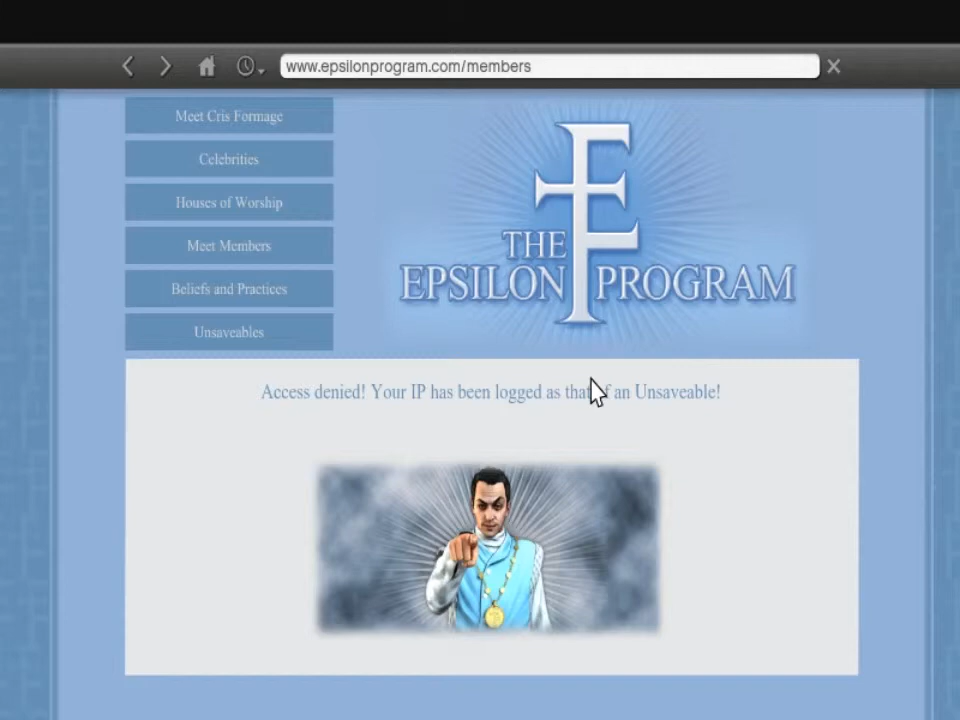 www.epsilonprogram.com/members
Meet Cris Formage
Celebrities
Houses of Worship
Meet Members
Beliefs and Practices
Unsaveables
THE
EPSILON PROGRAM
Access denied! Your IP has been logged as that of an Unsaveable!